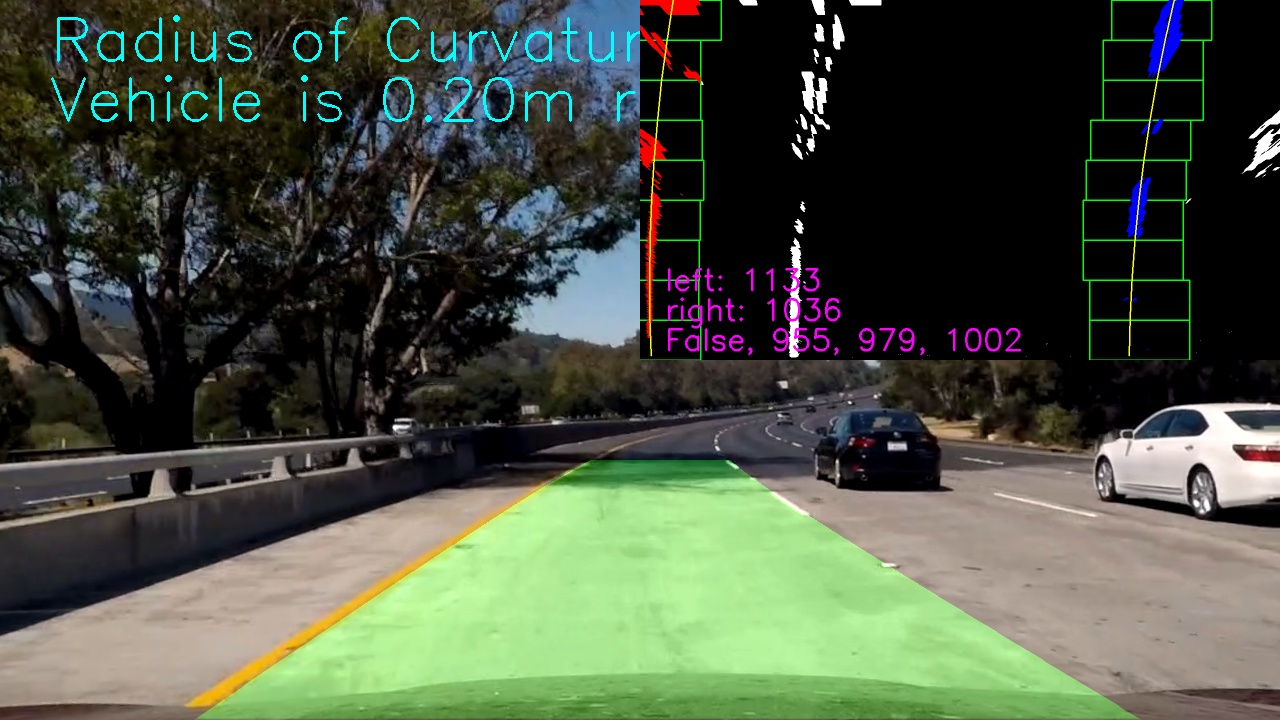 Radius of Curvatur
Vehicle is 0.20m r
left: 1133
right: 1036
False, 955, 979, 1002